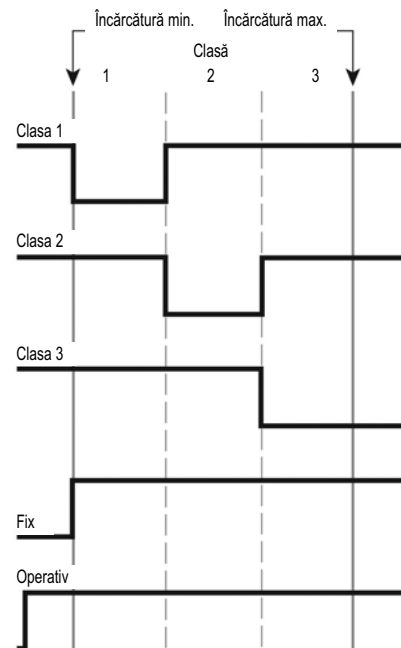 Încărcătură min. Încărcătură max.
Clasă
1 2 3
Clasa 1
Clasa 2
Clasa 3
Fix
Operativ